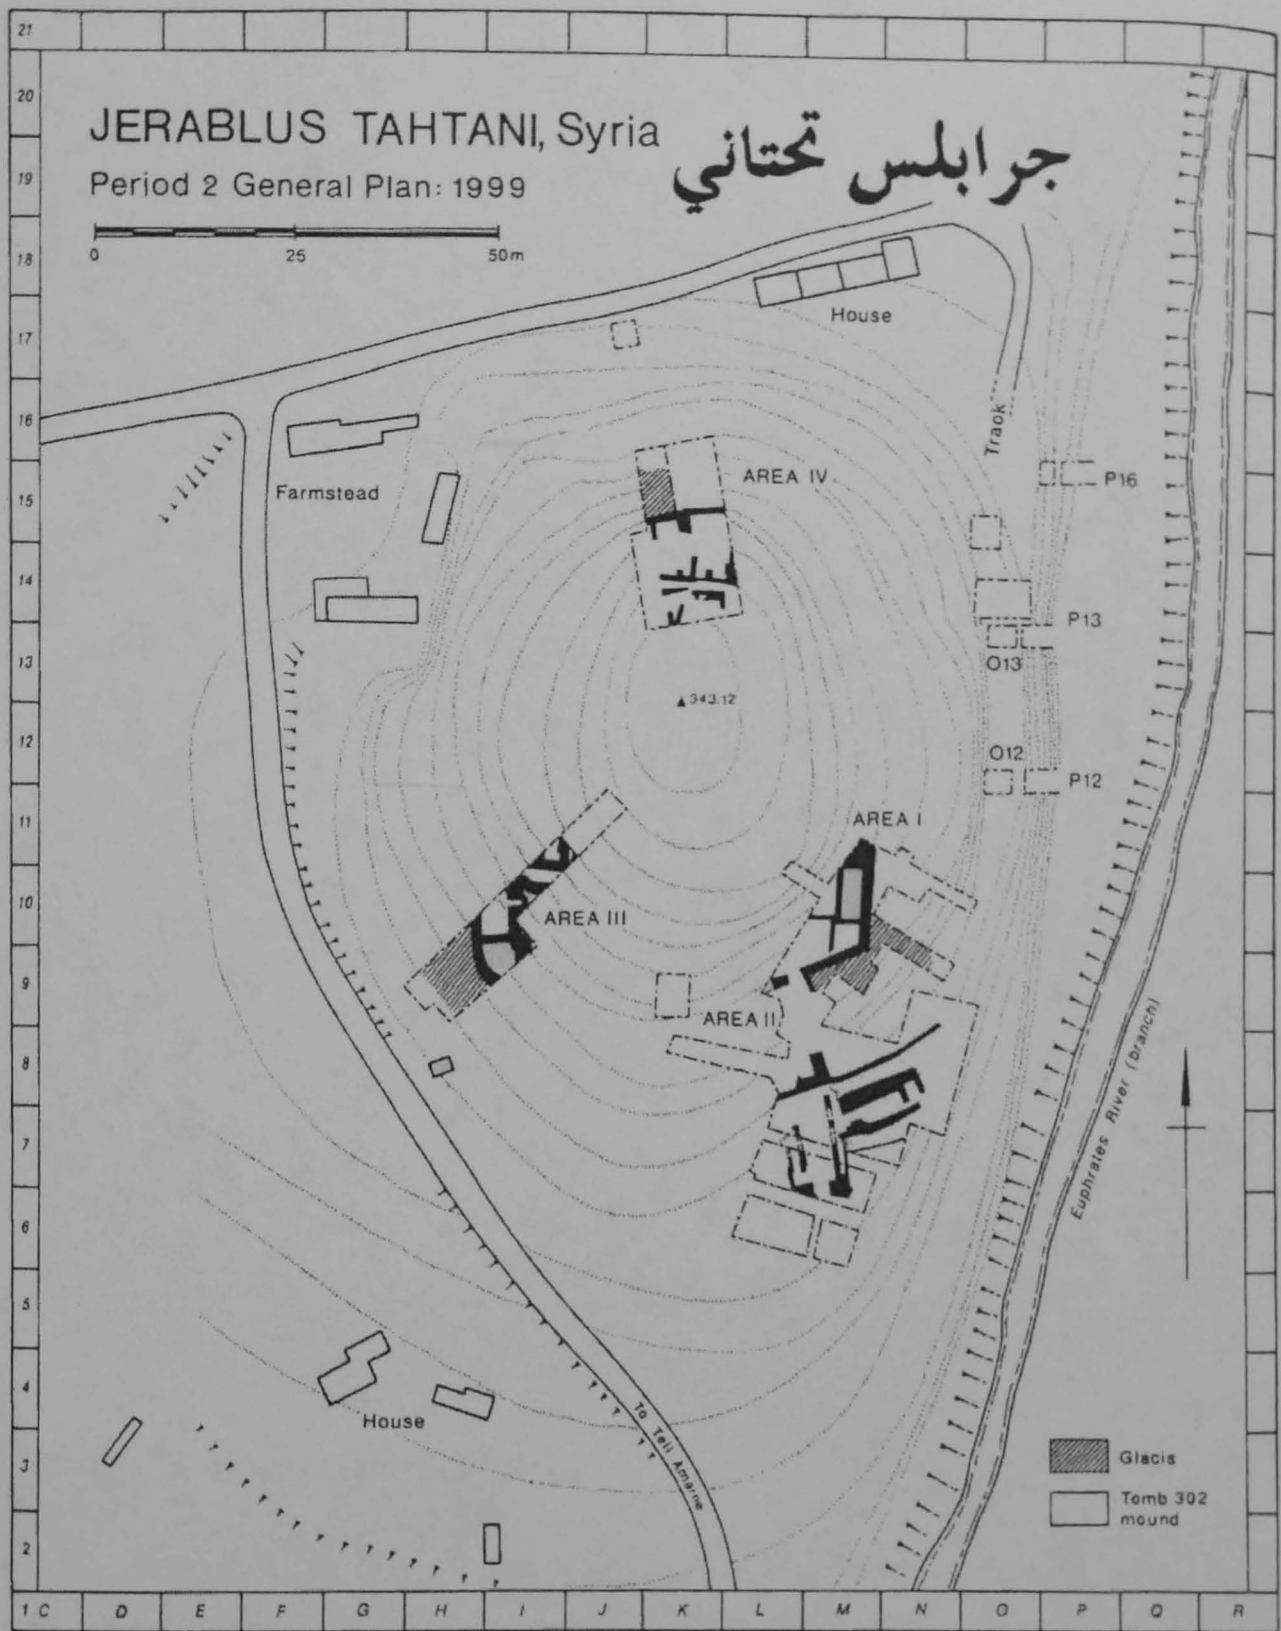 21
20
JERABLUS TAHTANI, Syria
جرابلس تحتاني
19
Period 2 General Plan: 1999
18
0 25 50m
House
17
16
Track
15
Farmstead
AREA IV
P16
14
P13
13
O13
▲343.12
12
O12
P12
11
AREA I
10
AREA III
9
AREA II
8
Euphrates River (branch)
7
6
5
4
House
To Tell Amarne
3
Glacis
Tomb 302
mound
2
1 C D E F G H I J K L M N O P Q R